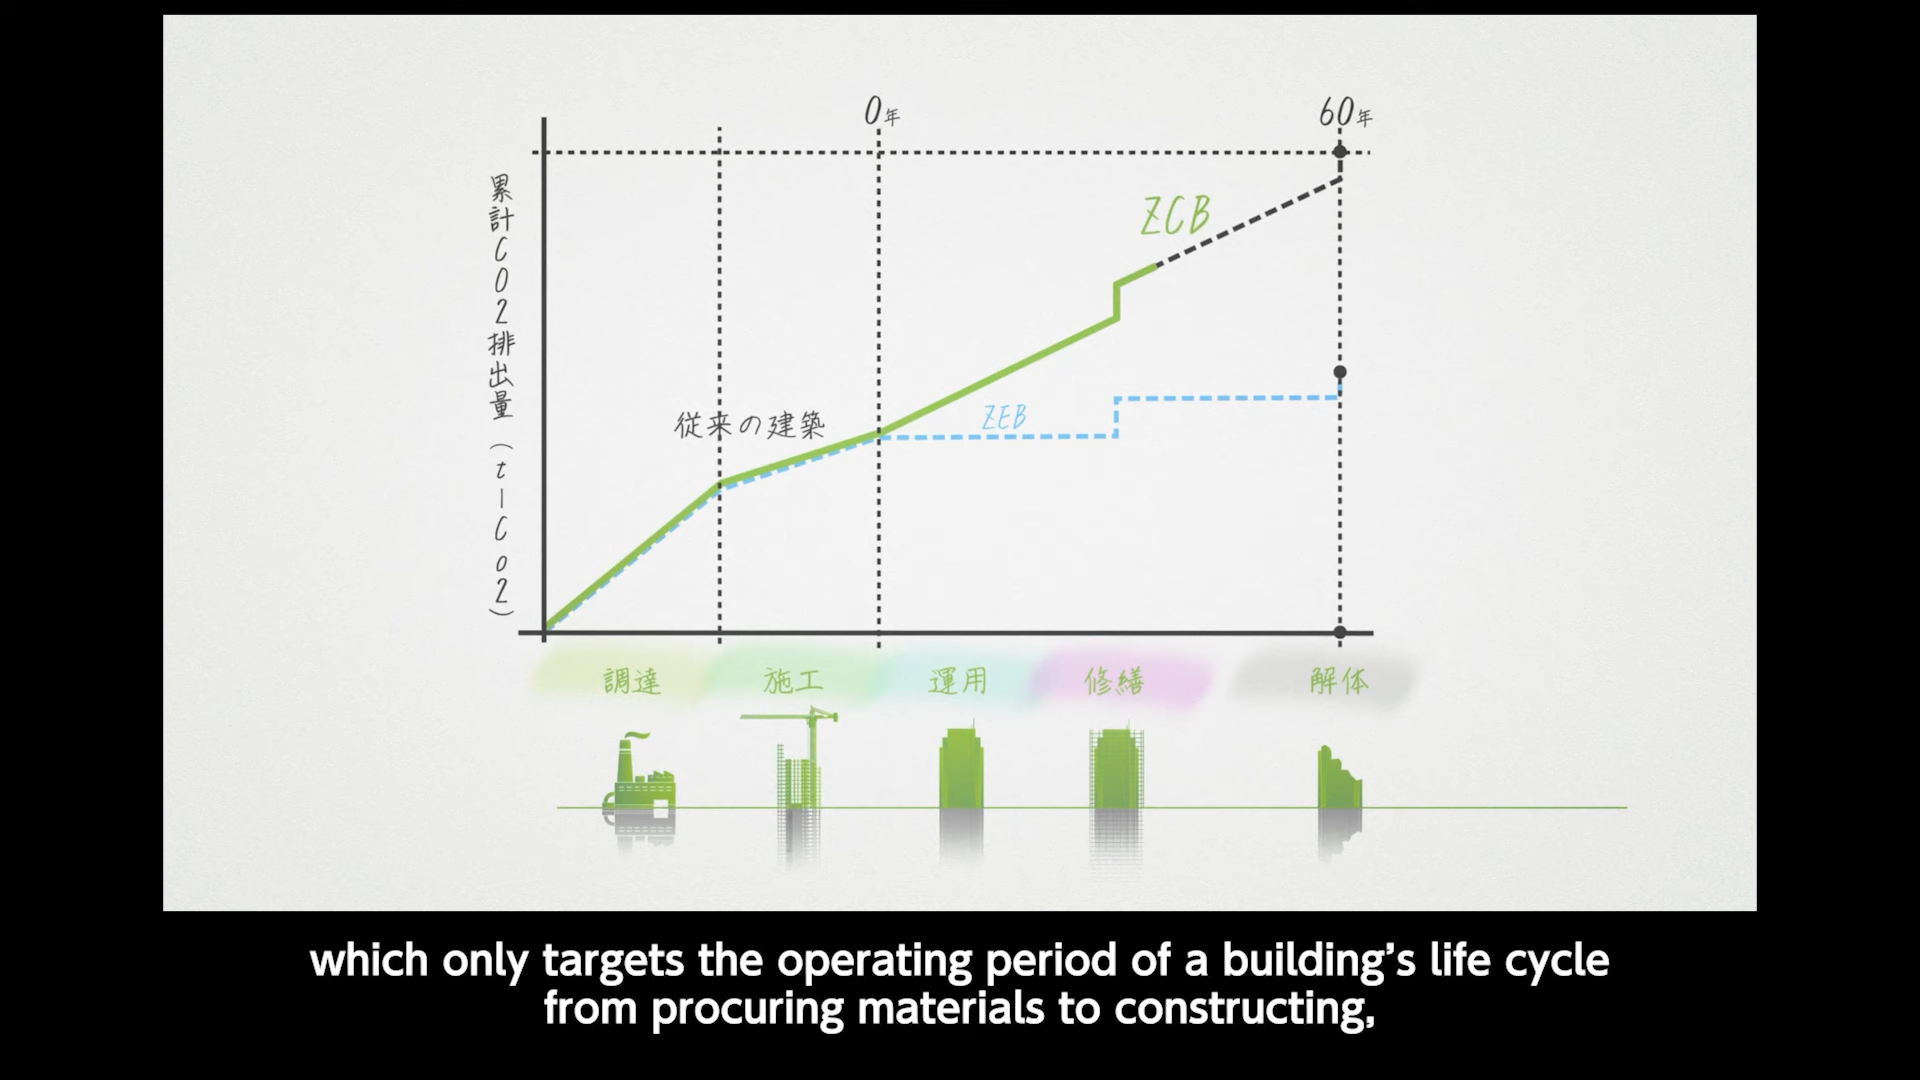 0年
60年
累計CO2排出量(t-Co2)
ZCB
ZEB
従来の建築
調達
施工
運用
修繕
解体
which only targets the operating period of a building's life cycle
from procuring materials to constructing,